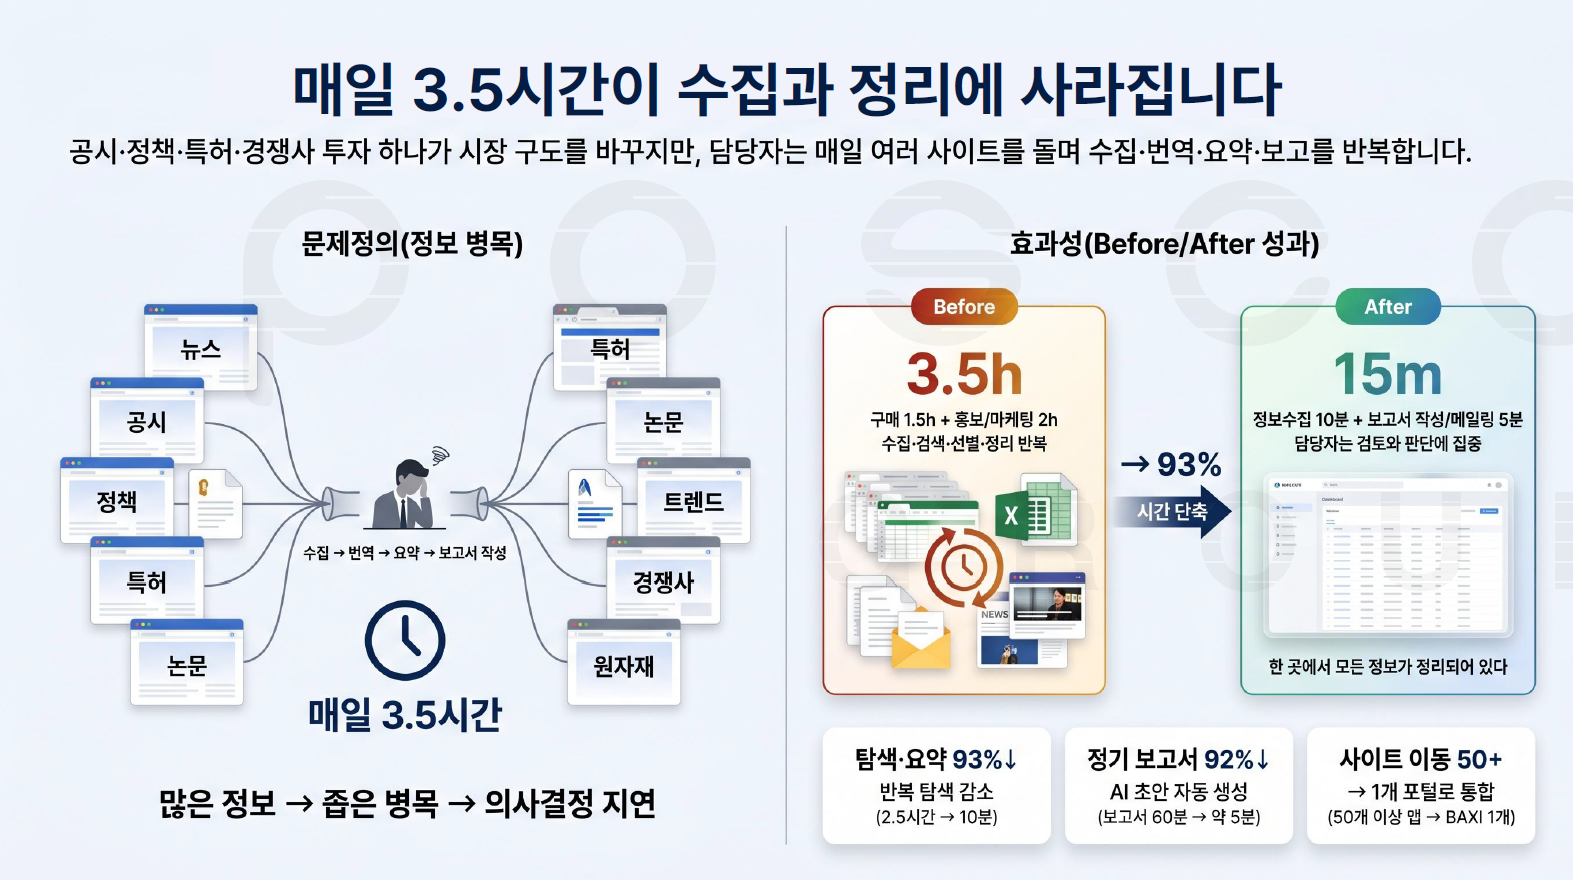 매일 3.5시간이 수집과 정리에 사라집니다
공시·정책·특허·경쟁사 투자 하나가 시장 구도를 바꾸지만, 담당자는 매일 여러 사이트를 돌며 수집·번역·요약·보고를 반복합니다.
문제정의(정보 병목)
뉴스
공시
정책
특허
논문
특허
논문
트렌드
경쟁사
원자재
수집 → 번역 → 요약 → 보고서 작성
매일 3.5시간
많은 정보 → 좁은 병목 → 의사결정 지연
효과성(Before/After 성과)
Before
3.5h
구매 1.5h + 홍보/마케팅 2h
수집·검색·선별·정리 반복
X
NEWS
→ 93%
시간 단축
After
15m
정보수집 10분 + 보고서 작성/메일링 5분
담당자는 검토와 판단에 집중
Dashboard
한 곳에서 모든 정보가 정리되어 있다
탐색·요약 93%↓
반복 탐색 감소
(2.5시간 → 10분)
정기 보고서 92%↓
AI 초안 자동 생성
(보고서 60분 → 약 5분)
사이트 이동 50+
→ 1개 포털로 통합
(50개 이상 맵 → BAXI 1개)